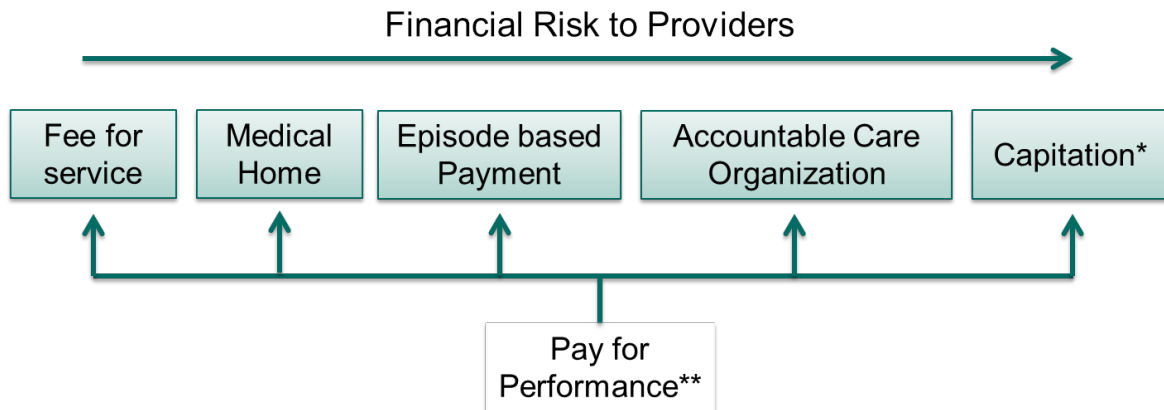 Financial Risk to Providers
Fee for
service
Medical
Home
Episode based
Payment
Accountable Care
Organization
Capitation*
Pay for
Performance**